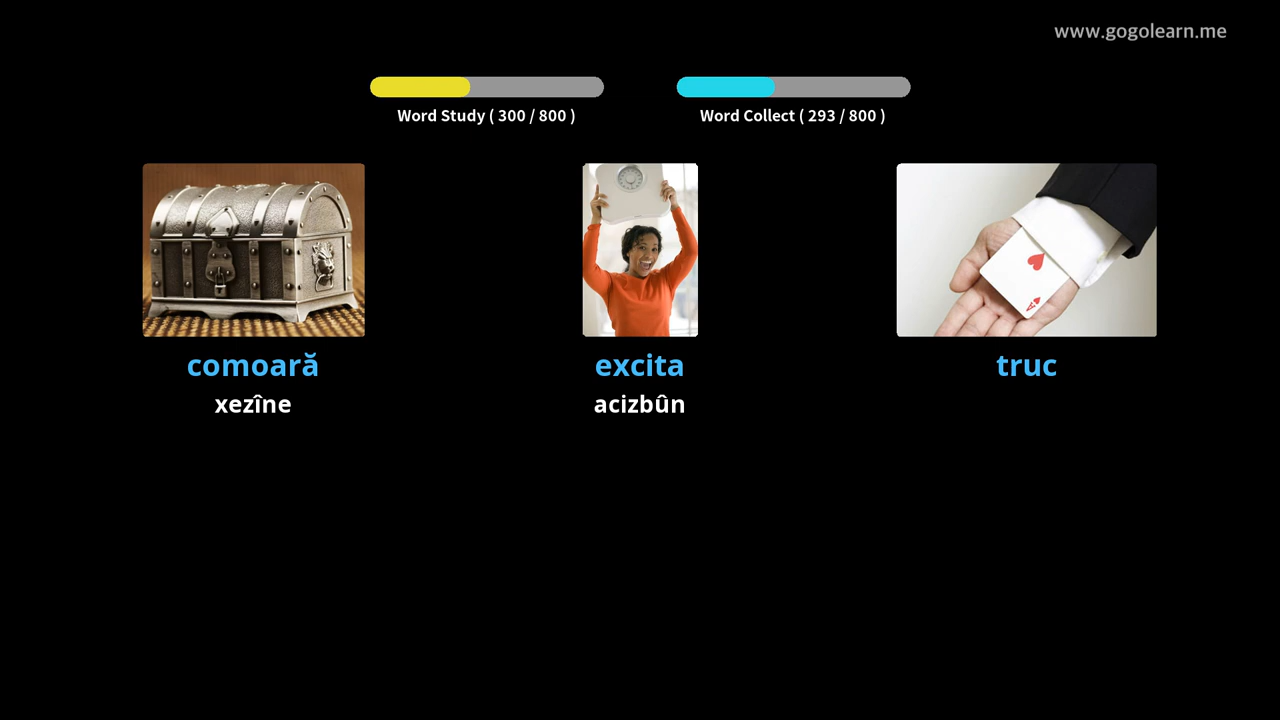 www.gogolearn.me
Word Study ( 300 / 800 )
Word Collect ( 293 / 800 )
comoară
excita
truc
xezîne
acizbûn